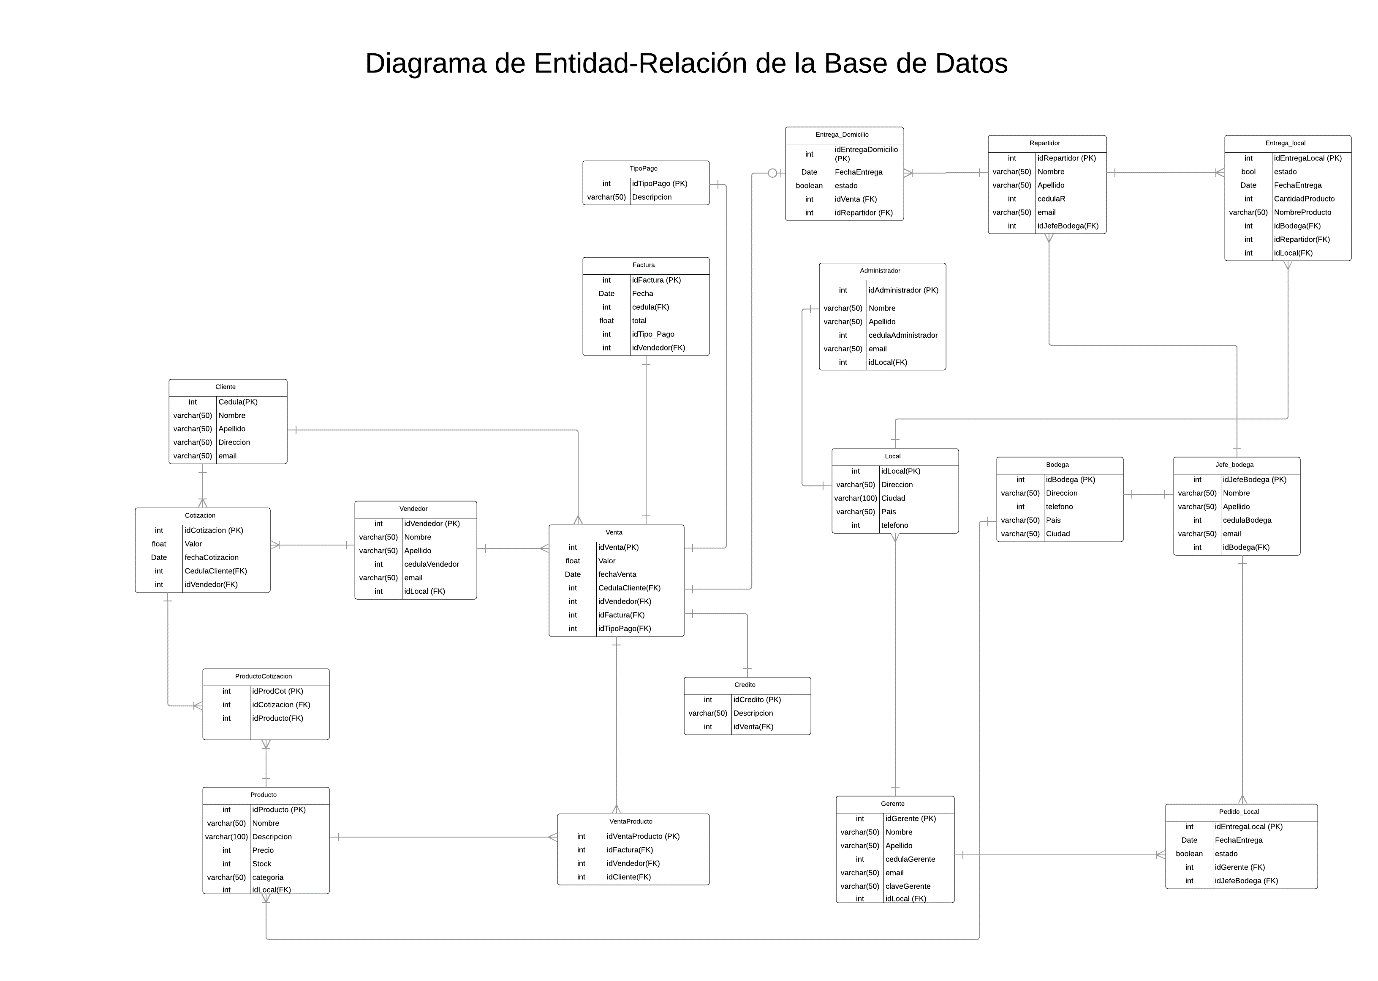 Diagrama de Entidad-Relación de la Base de Datos
Entrega_Domicilio
int idEntregaDomicilio
(PK)
Date FechaEntrega
boolean estado
int idVenta (FK)
int idRepartidor (FK)
Repartidor
int idRepartidor (PK)
varchar(50) Nombre
varchar(50) Apellido
int cedulaR
varchar(50) email
int idJefeBodega(FK)
Entrega_local
int idEntregaLocal (PK)
bool estado
Date FechaEntrega
int CantidadProducto
varchar(50) NombreProducto
int idBodega(FK)
int idRepartidor(FK)
int idLocal(FK)
TipoPago
int idTipoPago (PK)
varchar(50) Descripcion
Factura
int idFactura (PK)
Date Fecha
int cedula(FK)
float total
int idTipo_Pago
int idVendedor(FK)
Administrador
int idAdministrador (PK)
varchar(50) Nombre
varchar(50) Apellido
int cedulaAdministrador
varchar(50) email
int idLocal(FK)
Cliente
int Cedula(PK)
varchar(50) Nombre
varchar(50) Apellido
varchar(50) Direccion
varchar(50) email
Local
int idLocal(PK)
varchar(50) Direccion
varchar(100) Ciudad
varchar(50) Pais
int telefono
Bodega
int idBodega (PK)
varchar(50) Direccion
int telefono
varchar(50) Pais
varchar(50) Ciudad
Jefe_bodega
int idJefeBodega (PK)
varchar(50) Nombre
varchar(50) Apellido
int cedulaBodega
varchar(50) email
int idBodega(FK)
Cotizacion
int idCotizacion (PK)
float Valor
Date fechaCotizacion
int CedulaCliente(FK)
int idVendedor(FK)
Vendedor
int idVendedor (PK)
varchar(50) Nombre
varchar(50) Apellido
int cedulaVendedor
varchar(50) email
int idLocal (FK)
Venta
int idVenta(PK)
float Valor
Date fechaVenta
int CedulaCliente(FK)
int idVendedor(FK)
int idFactura(FK)
int idTipoPago(FK)
ProductoCotizacion
int idProdCot (PK)
int idCotizacion (FK)
int idProducto(FK)
Credito
int idCredito (PK)
varchar(50) Descripcion
int idVenta(FK)
Producto
int idProducto (PK)
varchar(50) Nombre
varchar(100) Descripcion
int Precio
int Stock
varchar(50) categoria
int idLocal(FK)
VentaProducto
int idVentaProducto (PK)
int idFactura(FK)
int idVendedor(FK)
int idCliente(FK)
Gerente
int idGerente (PK)
varchar(50) Nombre
varchar(50) Apellido
int cedulaGerente
varchar(50) email
varchar(50) claveGerente
int idLocal (FK)
Pedido_Local
int idEntregaLocal (PK)
Date FechaEntrega
boolean estado
int idGerente (FK)
int idJefeBodega (FK)